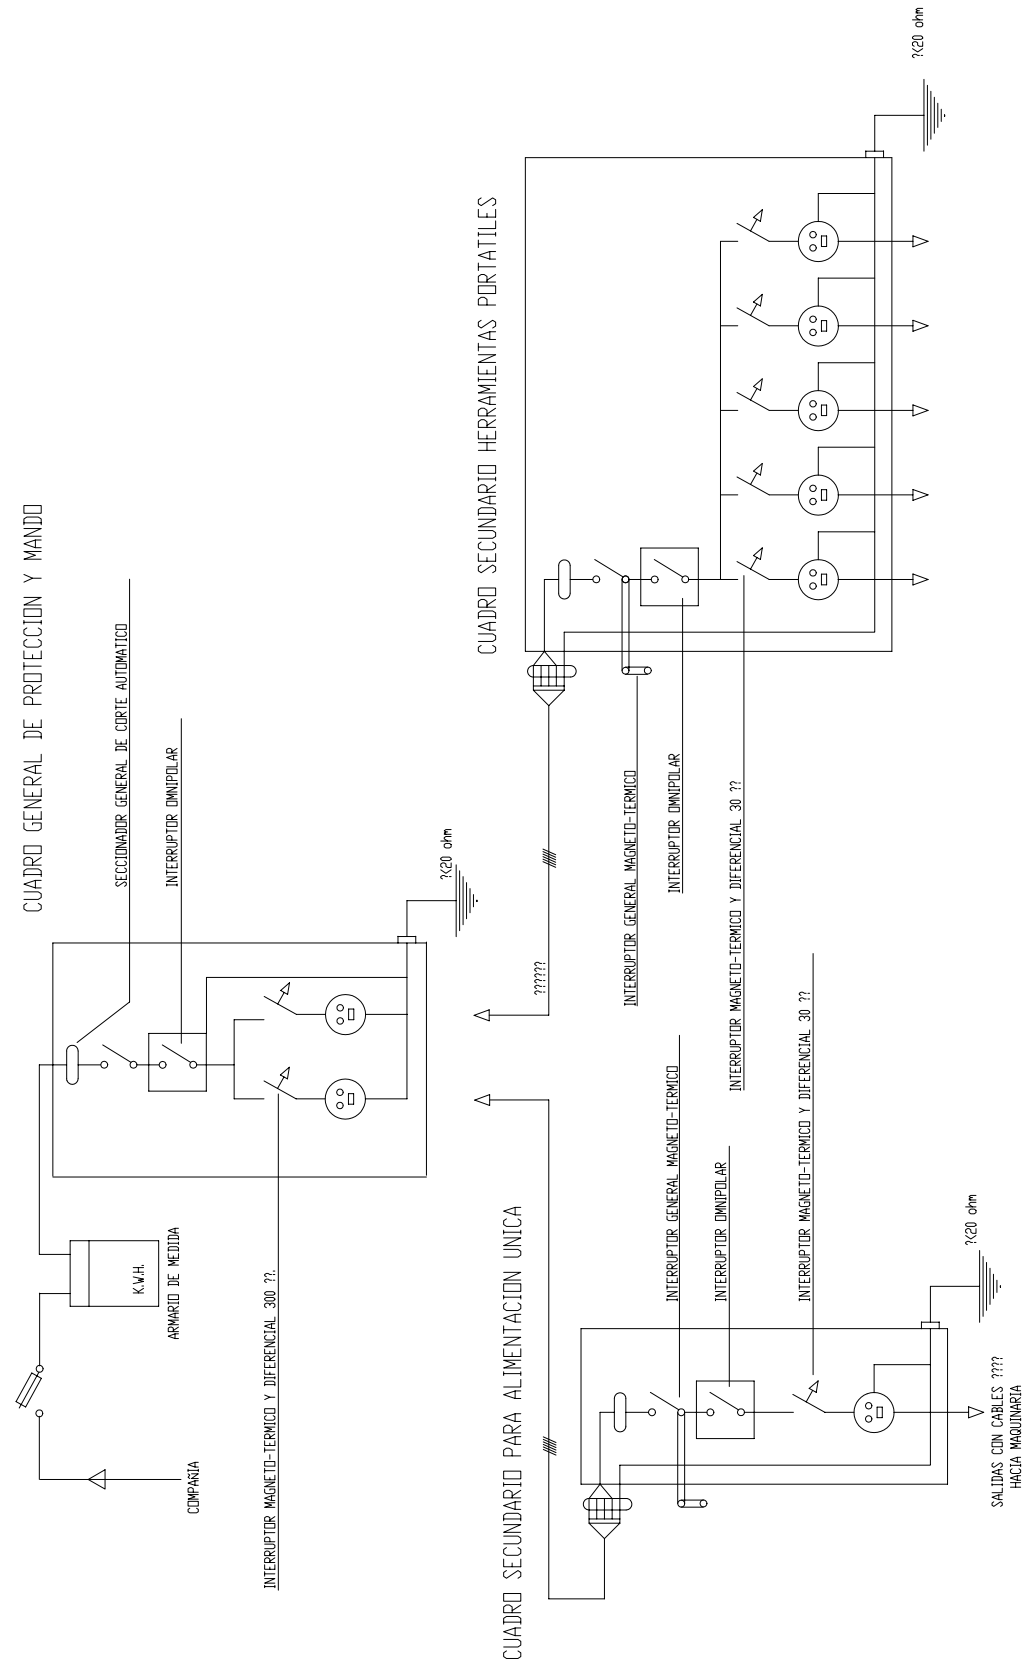 CUADRO GENERAL DE PROTECCION Y MANDO
SECCIONADOR GENERAL DE CORTE AUTOMATICO
INTERRUPTOR OMNIPOLAR
?<20 ohm
K.W.H.
ARMARIO DE MEDIDA
COMPAÑIA
INTERRUPTOR MAGNETO-TERMICO Y DIFERENCIAL 300 ??.
CUADRO SECUNDARIO HERRAMIENTAS PORTATILES
?<20 ohm
??????
INTERRUPTOR GENERAL MAGNETO-TERMICO
INTERRUPTOR OMNIPOLAR
INTERRUPTOR MAGNETO-TERMICO Y DIFERENCIAL 30 ??
CUADRO SECUNDARIO PARA ALIMENTACION UNICA
INTERRUPTOR GENERAL MAGNETO-TERMICO
INTERRUPTOR OMNIPOLAR
INTERRUPTOR MAGNETO-TERMICO Y DIFERENCIAL 30 ??
?<20 ohm
SALIDAS CON CABLES ????
HACIA MAQUINARIA